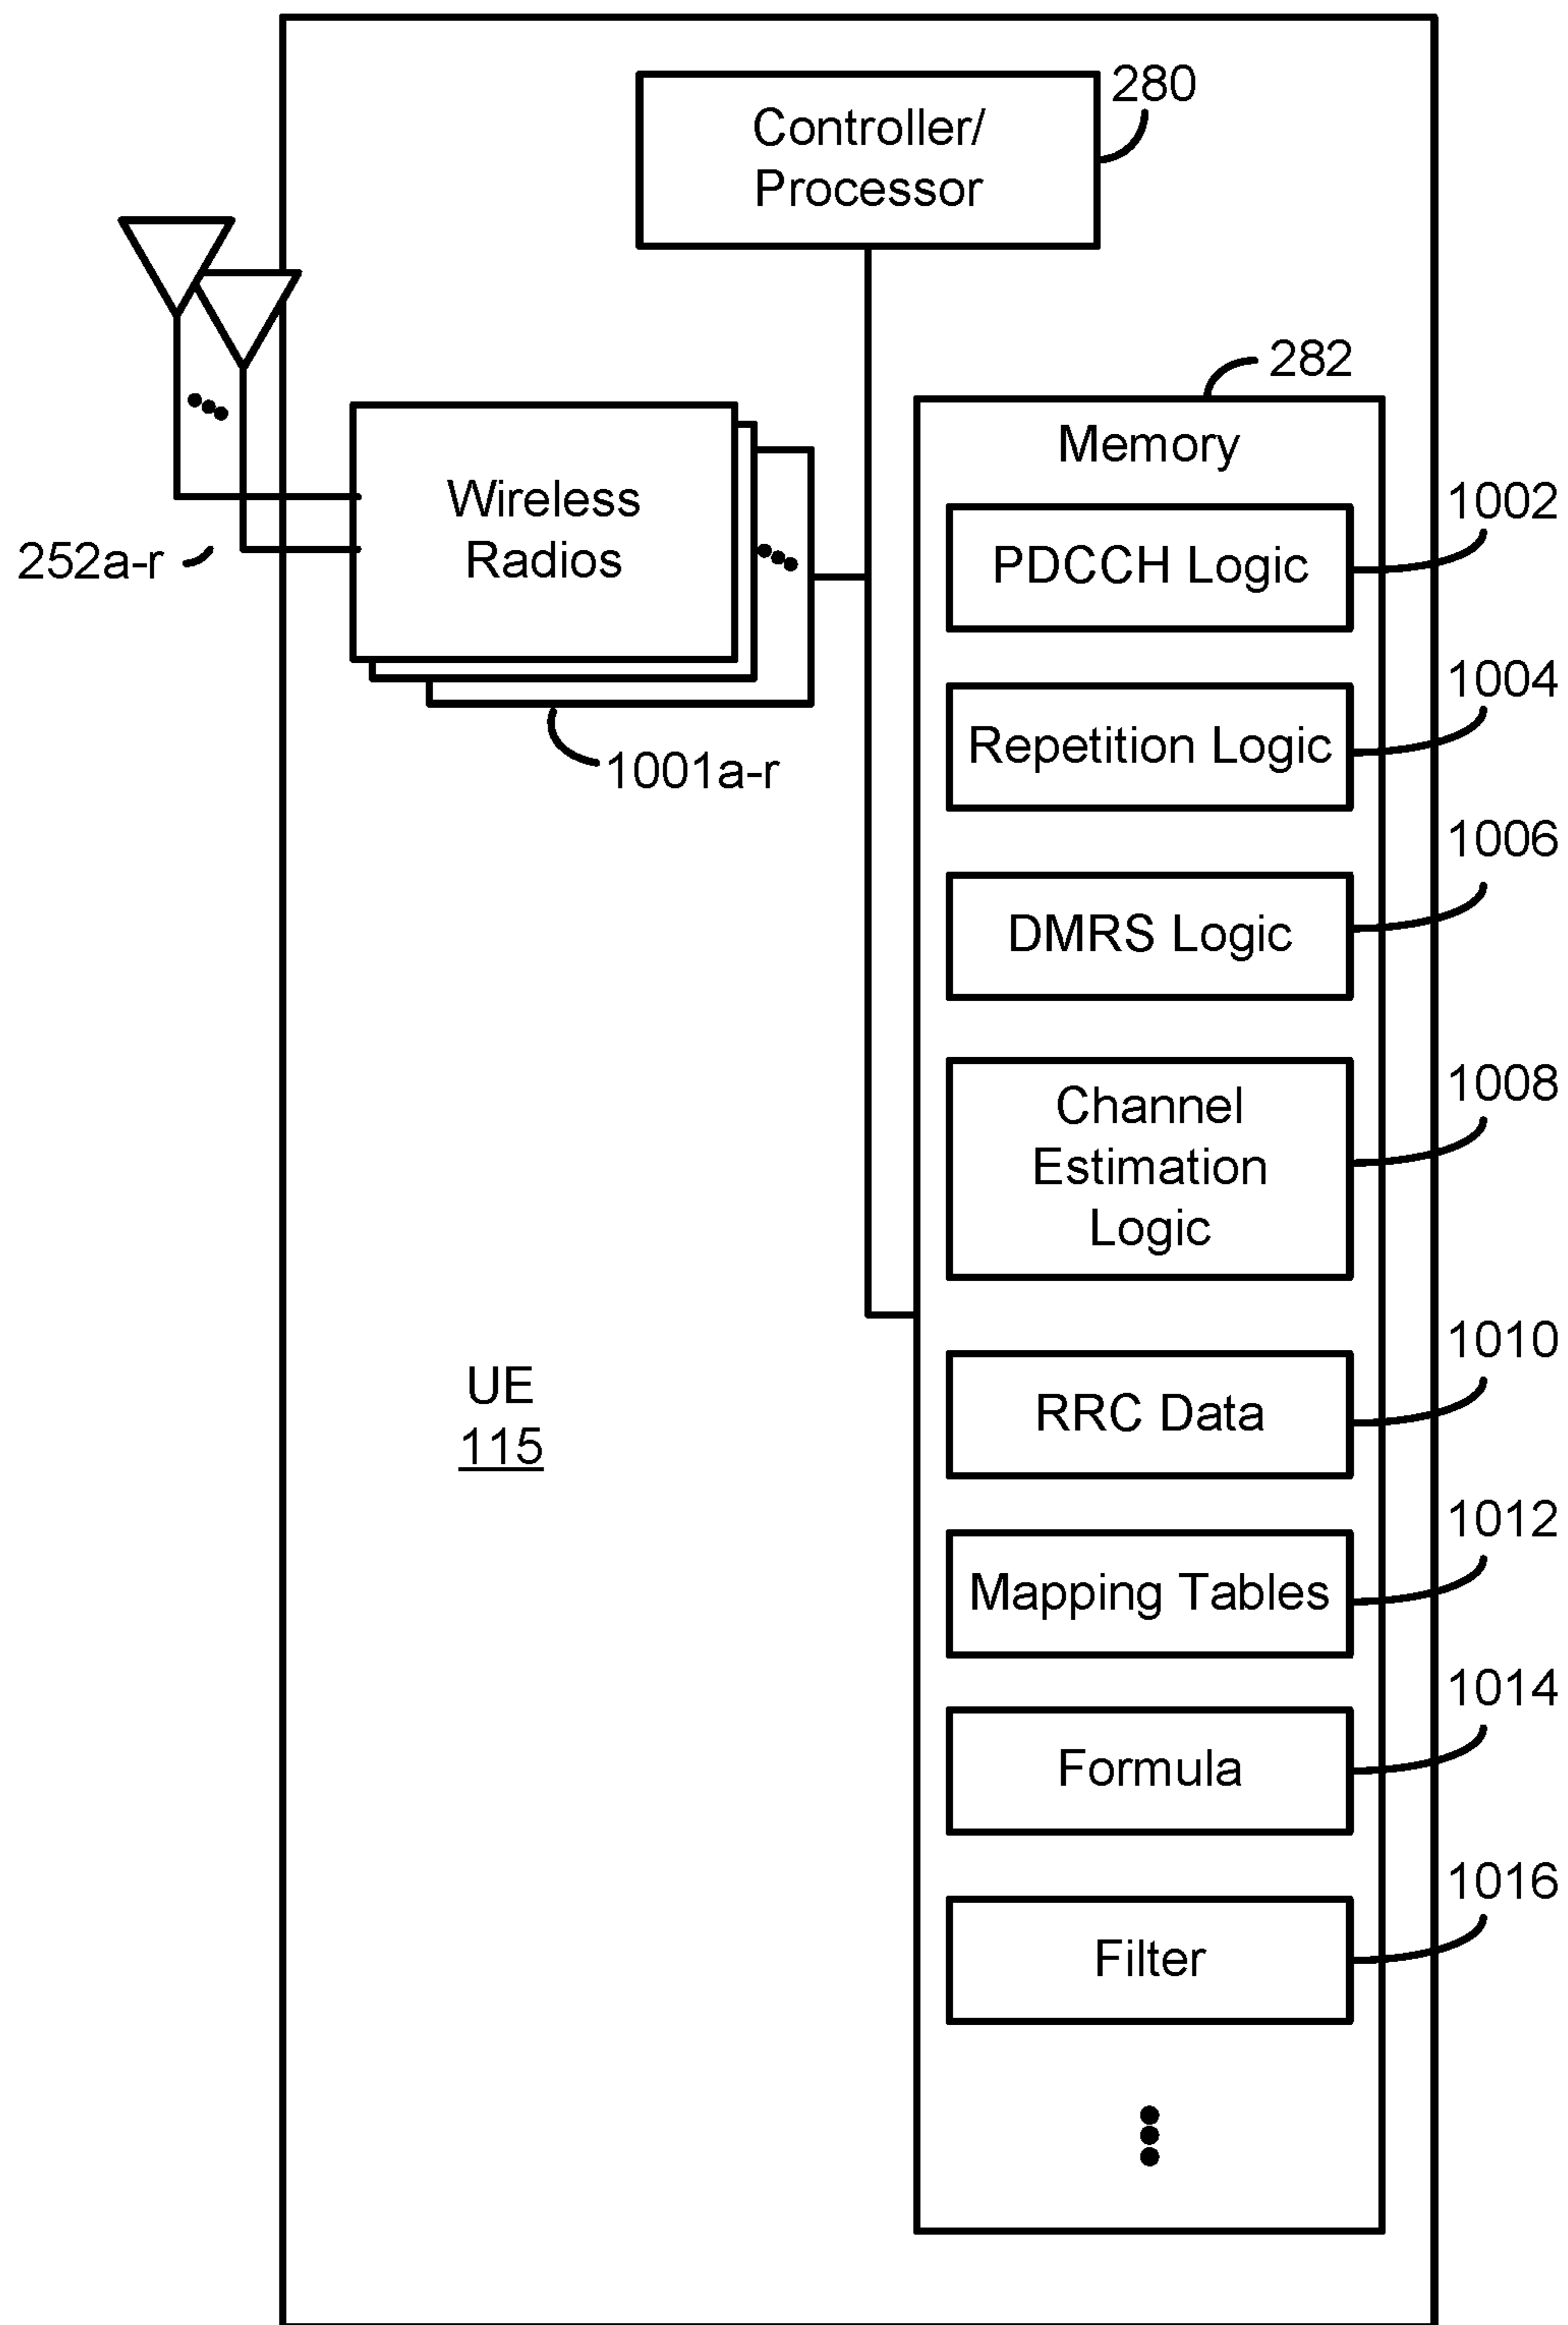 280
Controller/
Processor
282
Memory
Wireless
Radios
252a-r
1001a-r
PDCCH Logic
1002
Repetition Logic
1004
DMRS Logic
1006
Channel
Estimation
Logic
1008
RRC Data
1010
UE
115
Mapping Tables
1012
Formula
1014
Filter
1016